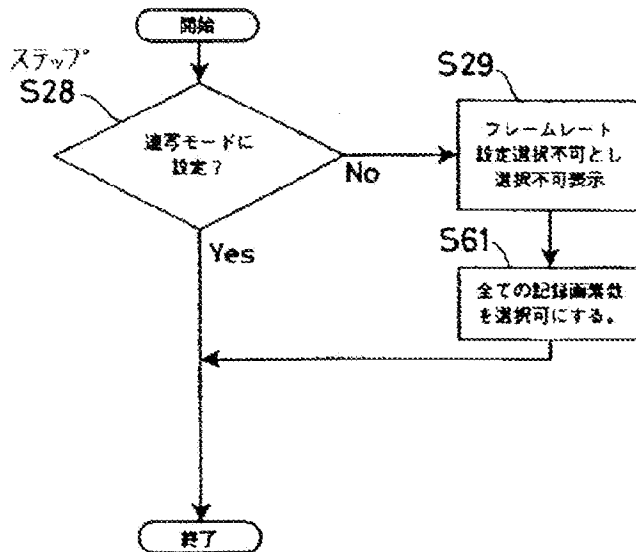 開始
ステップ
S28
連写モードに
設定？
No
Yes
S29
フレームレート
設定選択不可とし
選択不可表示
S61
全ての記録画素数
を選択可にする。
終了